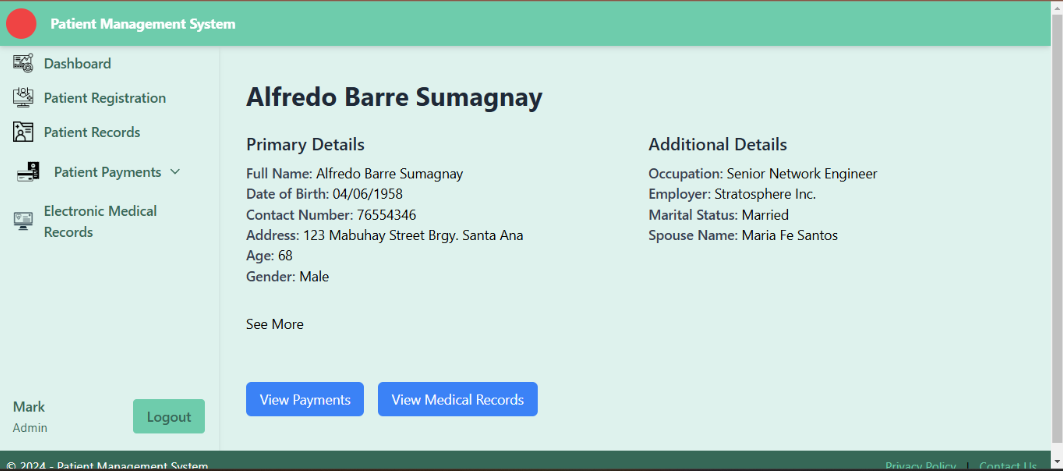 Patient Management System
Dashboard
Patient Registration
Patient Records
Patient Payments
Electronic Medical
Records
Mark
Admin
Logout
Alfredo Barre Sumagnay
Primary Details
Full Name: Alfredo Barre Sumagnay
Date of Birth: 04/06/1958
Contact Number: 76554346
Address: 123 Mabuhay Street Brgy. Santa Ana
Age: 68
Gender: Male
Additional Details
Occupation: Senior Network Engineer
Employer: Stratosphere Inc.
Marital Status: Married
Spouse Name: Maria Fe Santos
See More
View Payments
View Medical Records
© 2024 - Patient Management System
Privacy Policy | Contact Us